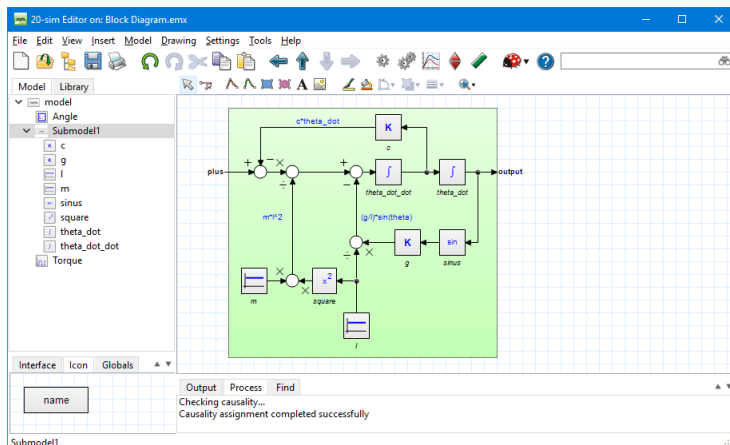 20-sim Editor on: Block Diagram.emx
File Edit View Insert Model Drawing Settings Tools Help
Model Library
model
Angle
Submodel1
c
g
l
m
sinus
square
theta_dot
theta_dot_dot
Torque
c*theta_dot
K
c
plus
output
theta_dot_dot
theta_dot
m*l^2
(g/l)*sin(theta)
K
sin
g
sinus
x²
m
square
l
Interface Icon Globals
name
Output Process Find
Checking causality...
Causality assignment completed successfully
Submodel1